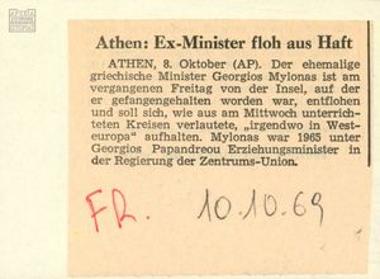 Athen: Ex-Minister floh aus Haft
ATHEN, 8. Oktober (AP). Der ehemalige
griechische Minister Georgios Mylonas ist am
vergangenen Freitag von der Insel, auf der
er gefangengehalten worden war, entflohen
und soll sich, wie aus am Mittwoch unterrich-
teten Kreisen verlautete, „irgendwo in West-
europa“ aufhalten. Mylonas war 1965 unter
Georgios Papandreou Erziehungsminister in
der Regierung der Zentrums-Union.
FR. 10.10.69